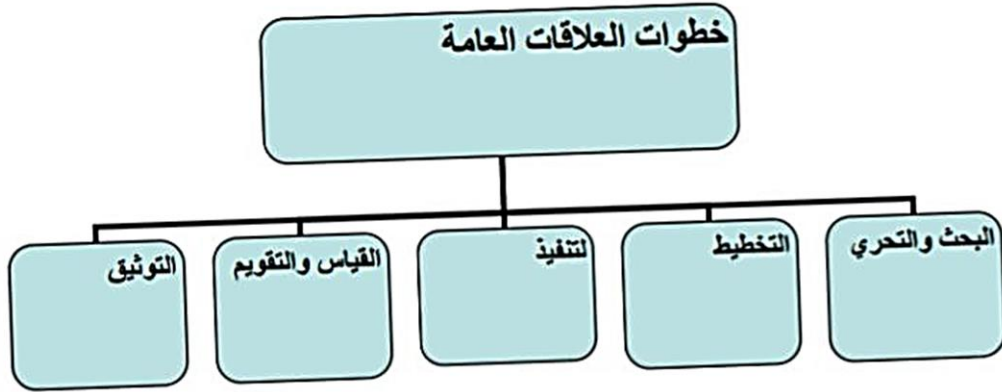 خطوات العلاقات العامة
البحث والتحري
التخطيط
لتنفيذ
القياس والتقويم
التوثيق